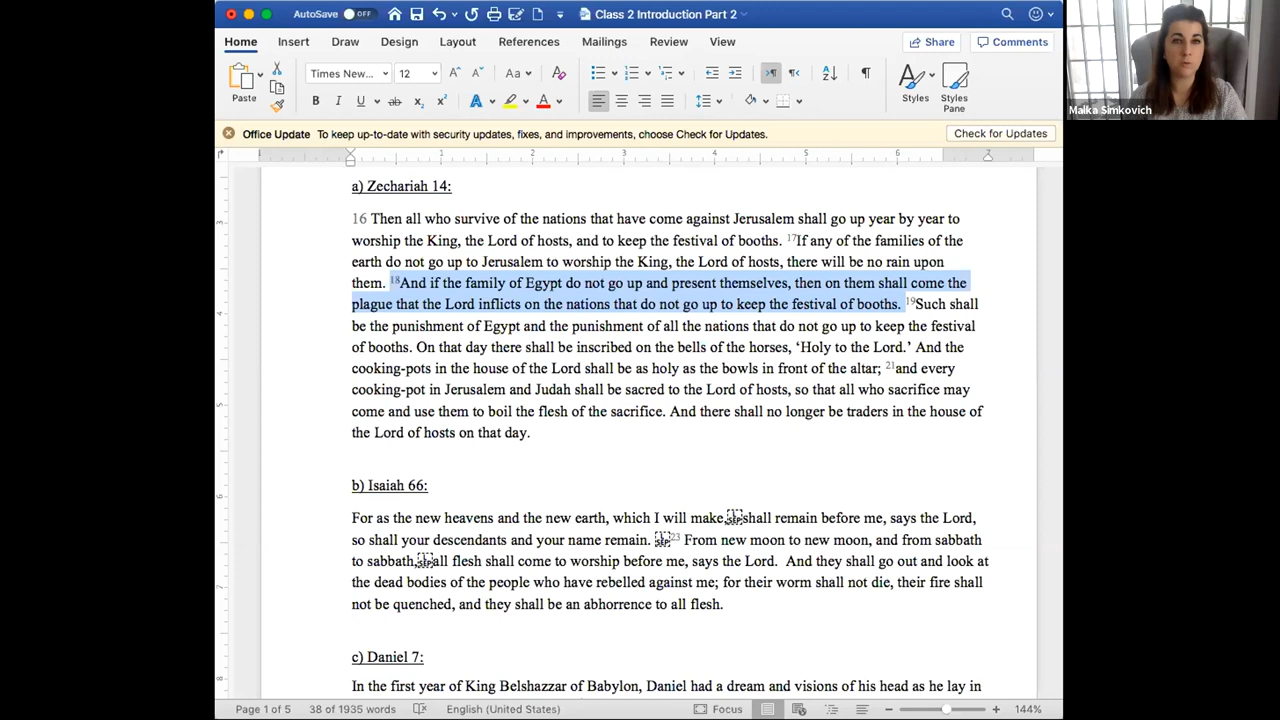 AutoSave OFF
Class 2 Introduction Part 2
Home Insert Draw Design Layout References Mailings Review View
Share Comments
Times New... 12 Aa
Paste
B I U ab x₂ x² A A
Styles Styles Pane
Office Update To keep up-to-date with security updates, fixes, and improvements, choose Check for Updates.
Check for Updates
1 1 2 3 4 5 6 7
a) Zechariah 14:
16 Then all who survive of the nations that have come against Jerusalem shall go up year by year to
worship the King, the Lord of hosts, and to keep the festival of booths. 17If any of the families of the
earth do not go up to Jerusalem to worship the King, the Lord of hosts, there will be no rain upon
them. 18And if the family of Egypt do not go up and present themselves, then on them shall come the
plague that the Lord inflicts on the nations that do not go up to keep the festival of booths. 19Such shall
be the punishment of Egypt and the punishment of all the nations that do not go up to keep the festival
of booths. On that day there shall be inscribed on the bells of the horses, ‘Holy to the Lord.’ And the
cooking-pots in the house of the Lord shall be as holy as the bowls in front of the altar; 21and every
cooking-pot in Jerusalem and Judah shall be sacred to the Lord of hosts, so that all who sacrifice may
come and use them to boil the flesh of the sacrifice. And there shall no longer be traders in the house of
the Lord of hosts on that day.
b) Isaiah 66:
For as the new heavens and the new earth, which I will make, shall remain before me, says the Lord,
so shall your descendants and your name remain. 23 From new moon to new moon, and from sabbath
to sabbath, all flesh shall come to worship before me, says the Lord. And they shall go out and look at
the dead bodies of the people who have rebelled against me; for their worm shall not die, their fire shall
not be quenched, and they shall be an abhorrence to all flesh.
c) Daniel 7:
In the first year of King Belshazzar of Babylon, Daniel had a dream and visions of his head as he lay in
Page 1 of 5 38 of 1935 words English (United States) Focus 144%
Malka Simkovich